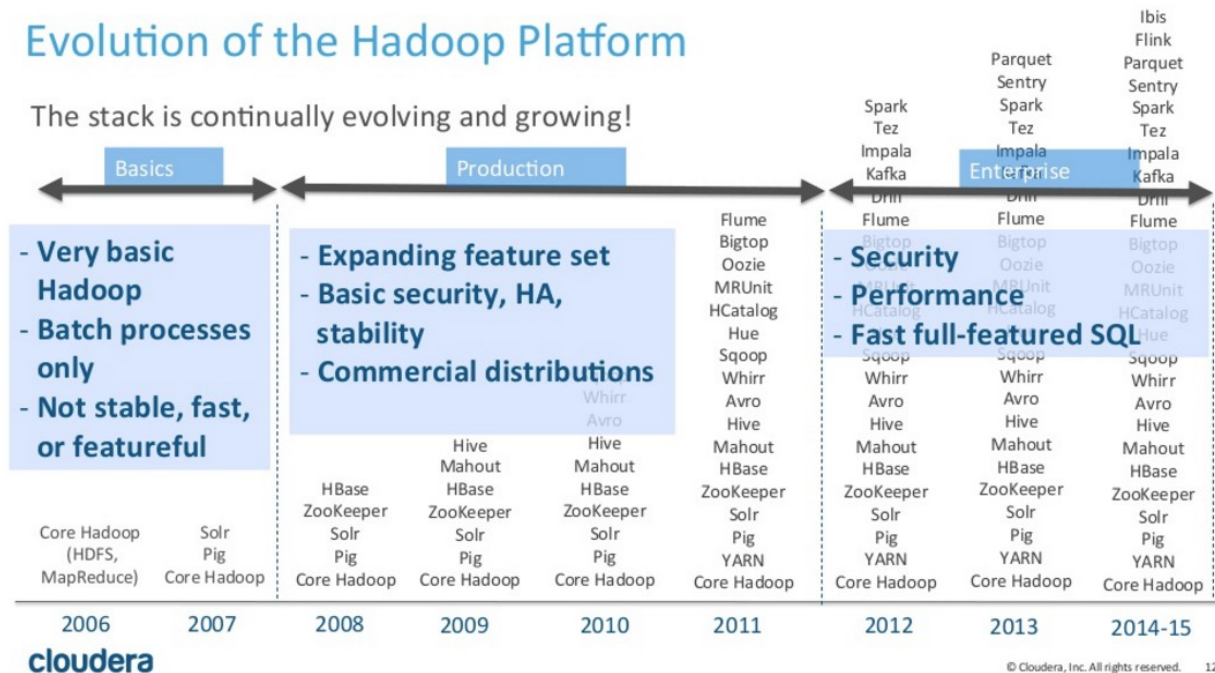 Evolution of the Hadoop Platform
The stack is continually evolving and growing!
Basics
- Very basic
Hadoop
- Batch processes
only
- Not stable, fast,
or featureful
Production
- Expanding feature set
- Basic security, HA,
stability
- Commercial distributions
Enterprise
- Security
- Performance
- Fast full-featured SQL
Core Hadoop
(HDFS,
MapReduce)
2006
Solr
Pig
Core Hadoop
2007
HBase
ZooKeeper
Solr
Pig
Core Hadoop
2008
Hive
Mahout
HBase
ZooKeeper
Solr
Pig
Core Hadoop
2009
Whirr
Avro
Hive
Mahout
HBase
ZooKeeper
Solr
Pig
Core Hadoop
2010
Flume
Bigtop
Oozie
MRUnit
HCatalog
Hue
Sqoop
Whirr
Avro
Hive
Mahout
HBase
ZooKeeper
Solr
Pig
YARN
Core Hadoop
2011
Spark
Tez
Impala
Kafka
Drill
Flume
Bigtop
Oozie
HCatalog
Sqoop
Whirr
Avro
Hive
Mahout
HBase
ZooKeeper
Solr
Pig
YARN
Core Hadoop
2012
Parquet
Sentry
Spark
Tez
Impala
Kafka
Drill
Flume
Bigtop
Oozie
MRUnit
HCatalog
Sqoop
Whirr
Avro
Hive
Mahout
HBase
ZooKeeper
Solr
Pig
YARN
Core Hadoop
2013
Ibis
Flink
Parquet
Sentry
Spark
Tez
Impala
Kafka
Drill
Flume
Bigtop
Oozie
MRUnit
HCatalog
Hue
Sqoop
Whirr
Avro
Hive
Mahout
HBase
ZooKeeper
Solr
Pig
YARN
Core Hadoop
2014-15
cloudera
© Cloudera, Inc. All rights reserved.
12